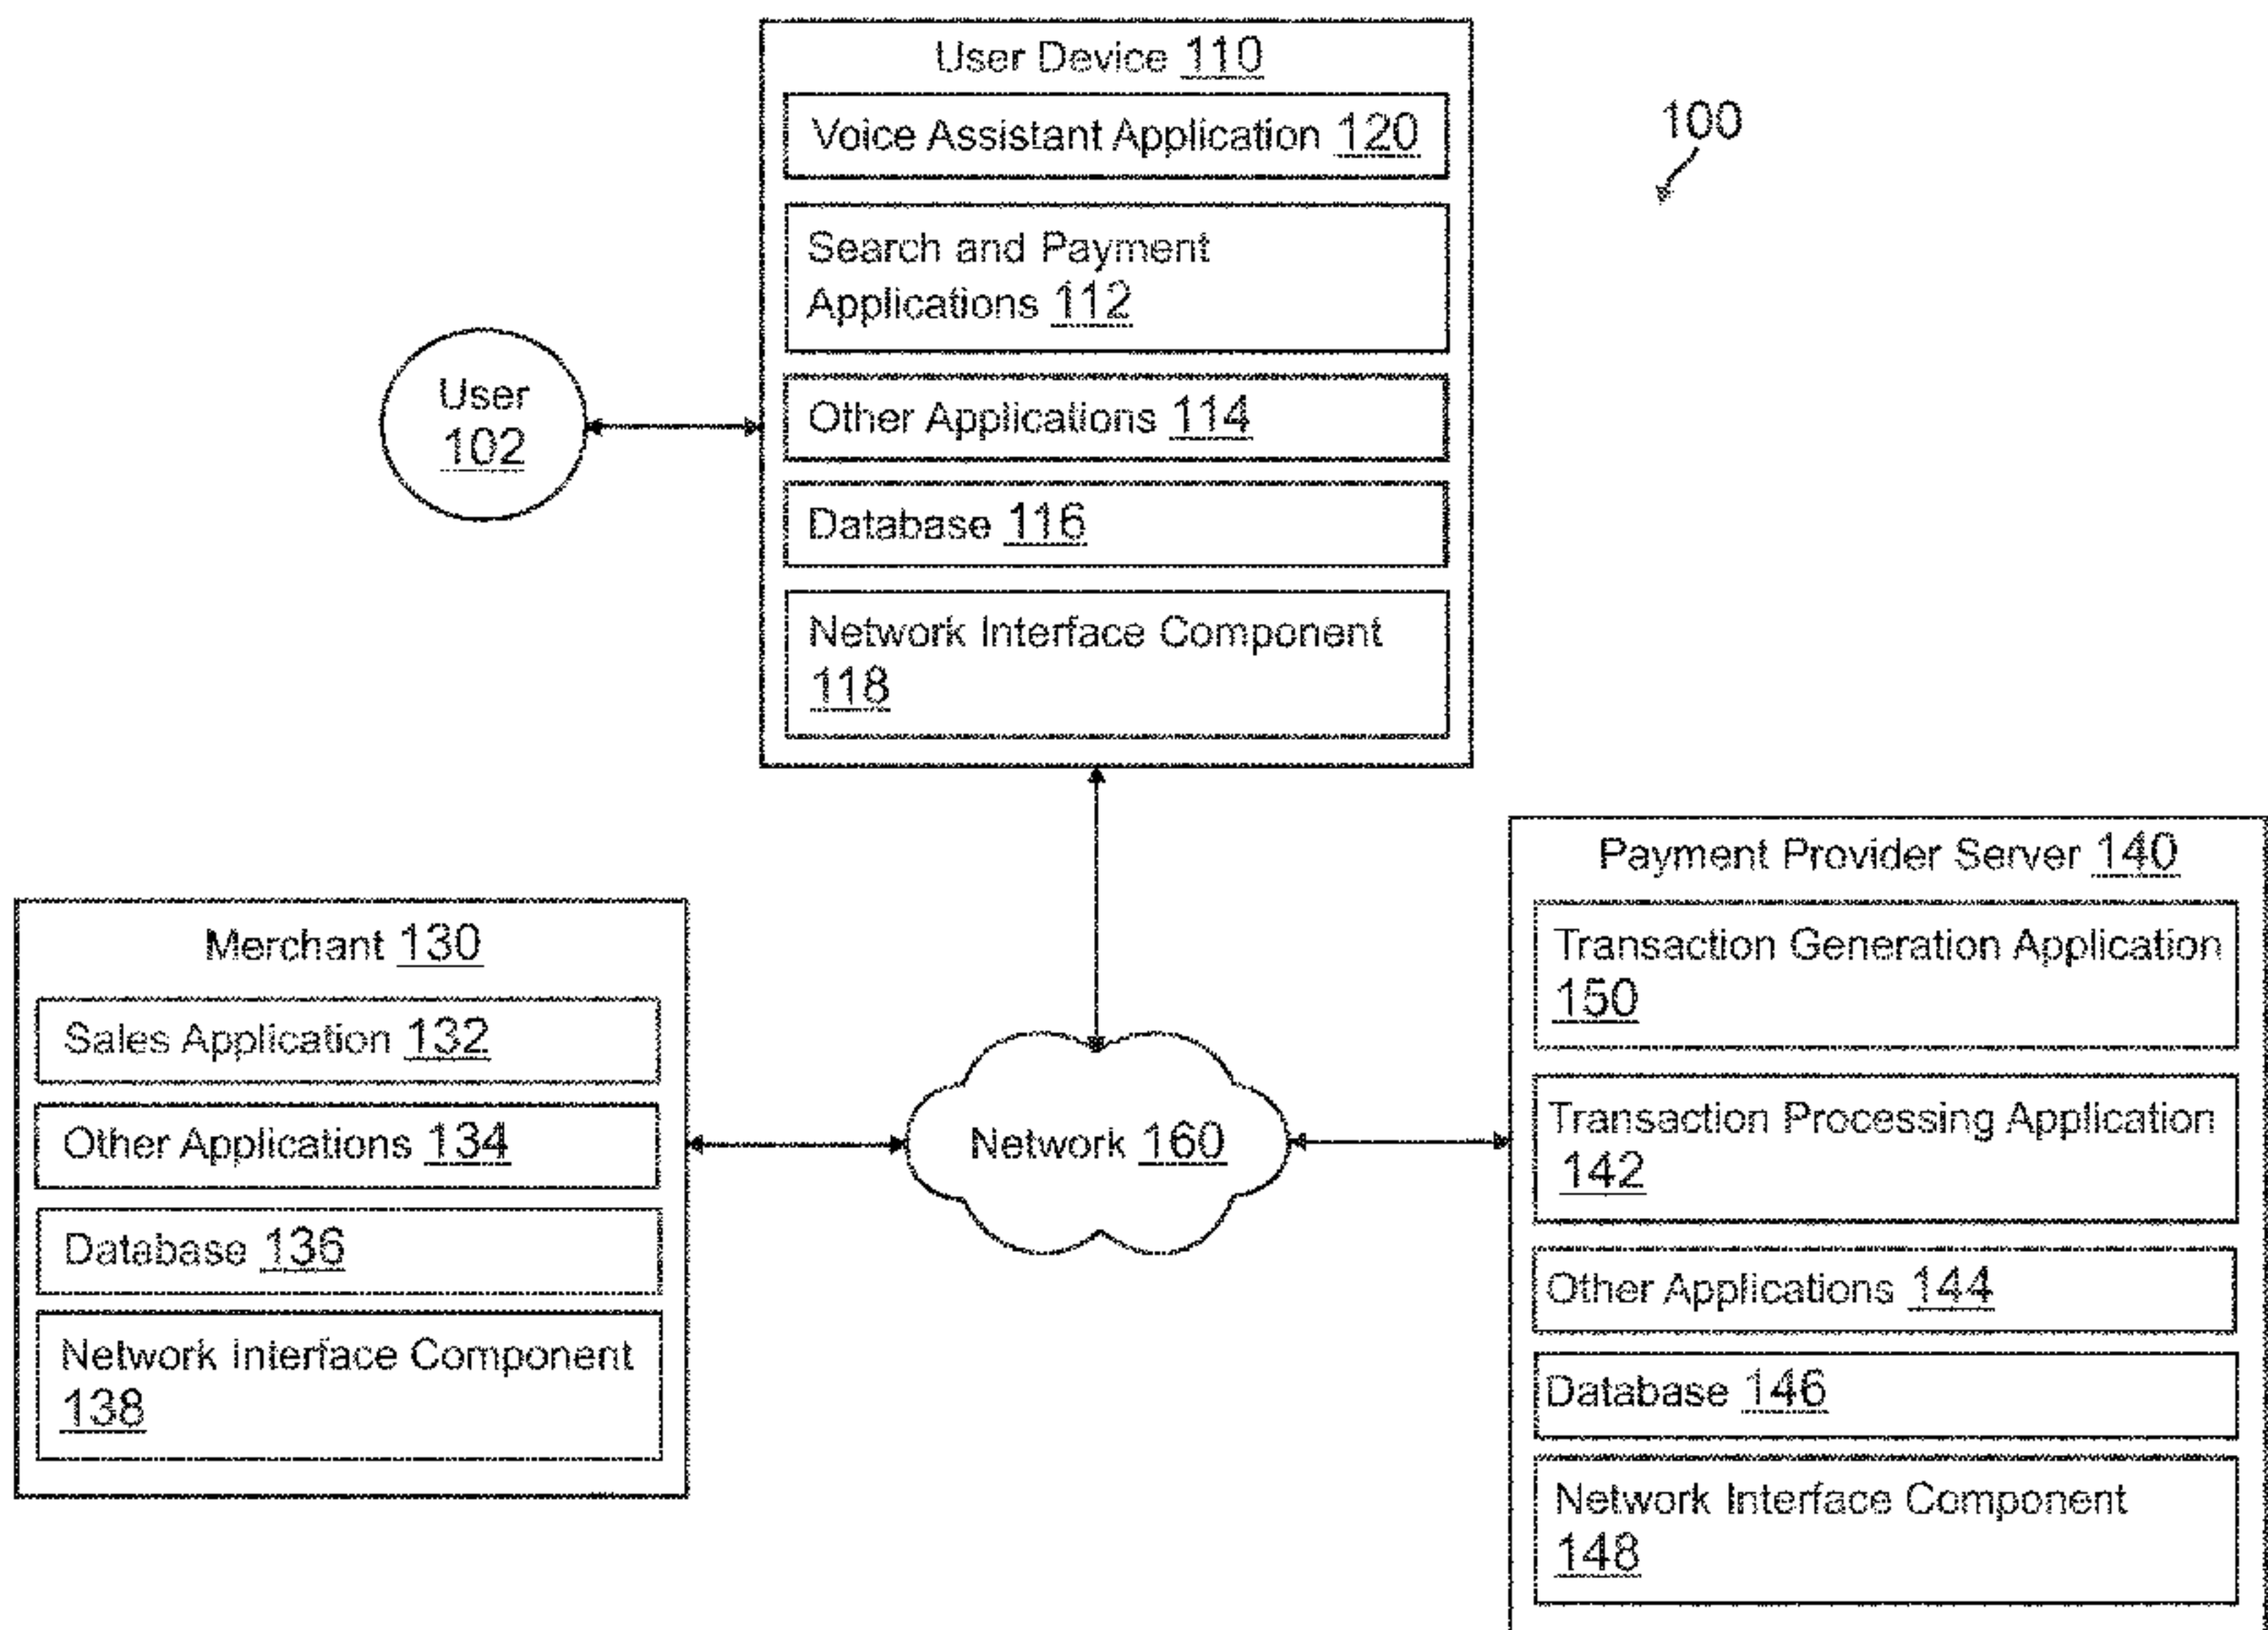 User Device 110
Voice Assistant Application 120
100
Search and Payment
Applications 112
User
102
Other Applications 114
Database 116
Network Interface Component
118
Payment Provider Server 140
Transaction Generation Application
150
Merchant 130
Sales Application 132
Other Applications 134
Database 136
Network Interface Component
138
Network 160
Transaction Processing Application
142
Other Applications 144
Database 146
Network Interface Component
148